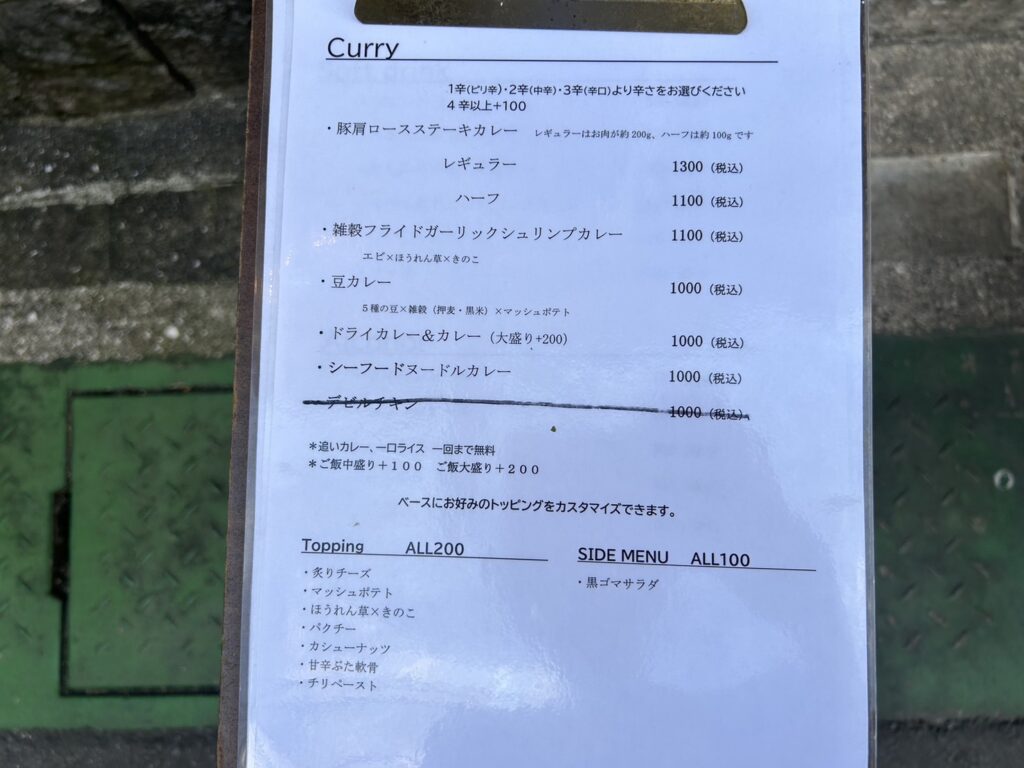 Curry
1辛(ピリ辛)・2辛(中辛)・3辛(辛口)より辛さをお選びください
4辛以上+100
・豚肩ロースステーキカレー レギュラーはお肉が約200g、ハーフは約100gです
レギュラー 1300(税込)
ハーフ 1100(税込)
・雑穀フライドガーリックシュリンプカレー 1100(税込)
エビ×ほうれん草×きのこ
・豆カレー 1000(税込)
5種の豆×雑穀(押麦・黒米)×マッシュポテト
・ドライカレー&カレー(大盛り+200) 1000(税込)
・シーフードヌードルカレー 1000(税込)
デビルチキン 1000(税込)
*追いカレー、一口ライス 一回まで無料
*ご飯中盛り+100 ご飯大盛り+200
ベースにお好みのトッピングをカスタマイズできます。
Topping ALL200
・炙りチーズ
・マッシュポテト
・ほうれん草×きのこ
・パクチー
・カシューナッツ
・甘辛ぶた軟骨
・チリペースト
SIDE MENU ALL100
・黒ゴマサラダ